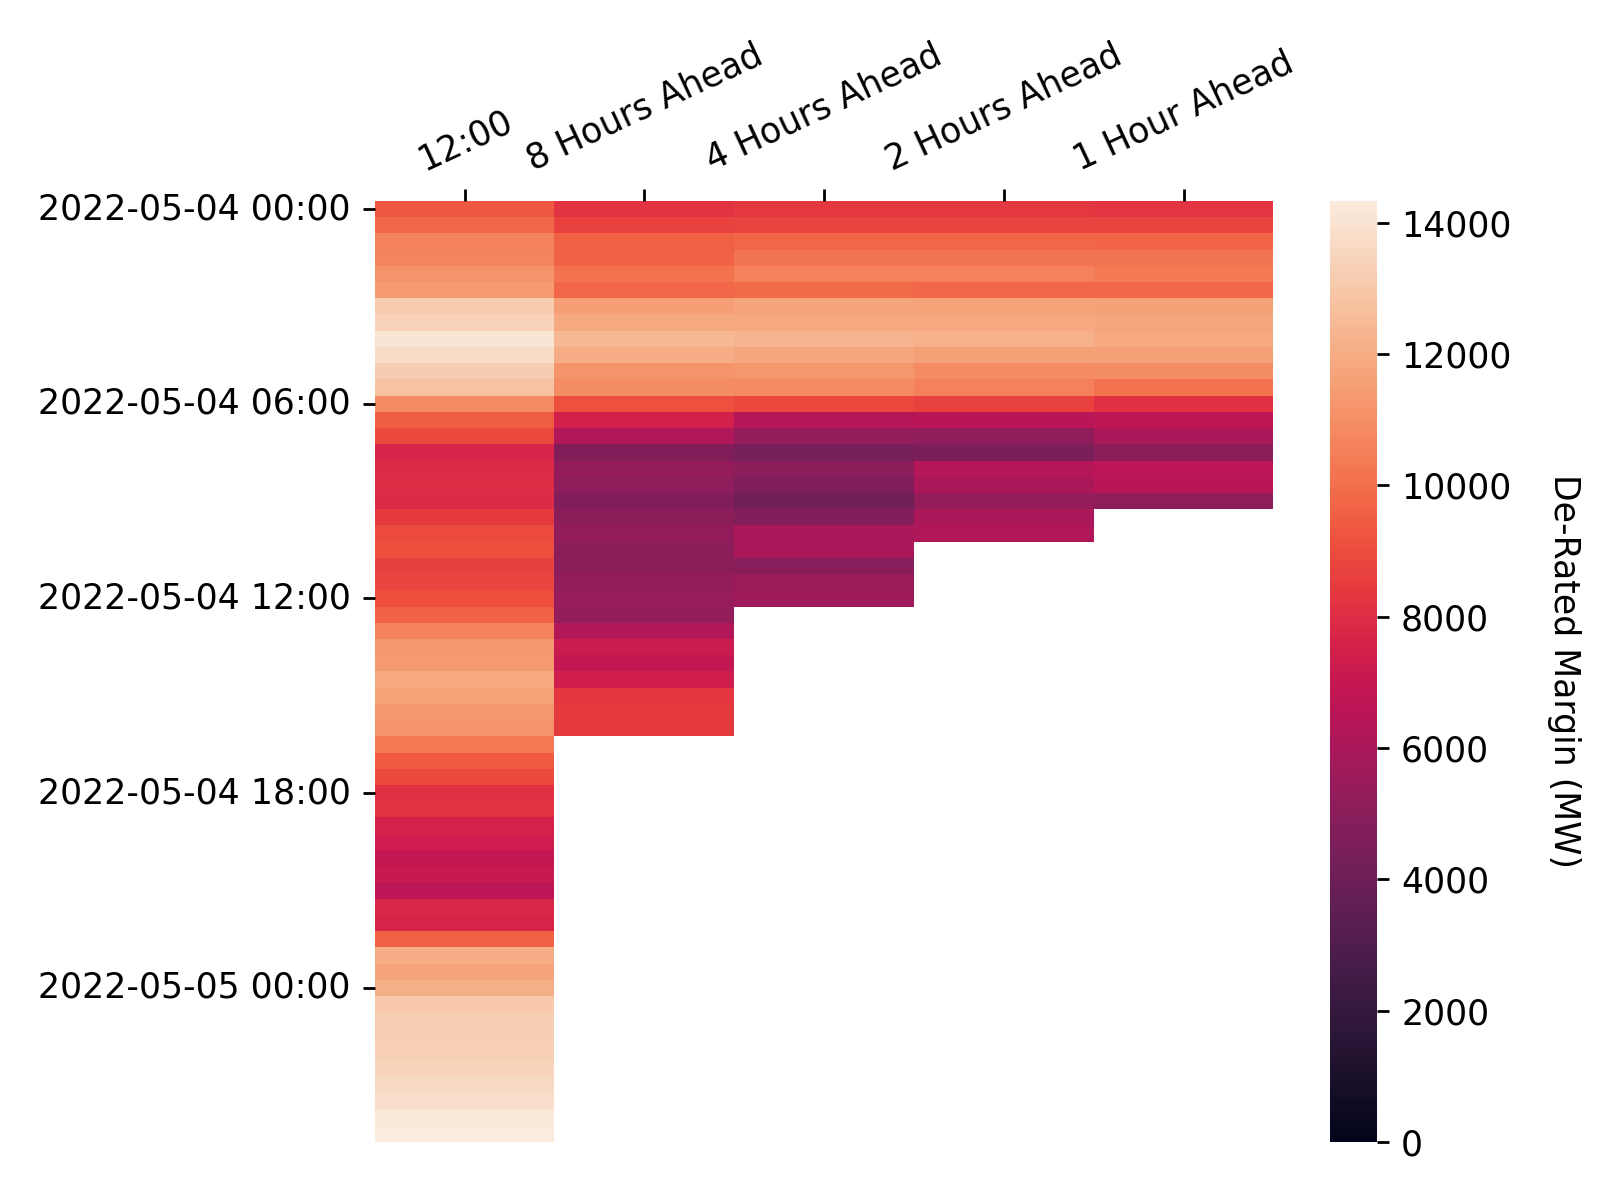 12:00
8 Hours Ahead
4 Hours Ahead
2 Hours Ahead
1 Hour Ahead
2022-05-04 00:00
2022-05-04 06:00
2022-05-04 12:00
2022-05-04 18:00
2022-05-05 00:00
14000
12000
10000
8000
6000
4000
2000
0
De-Rated Margin (MW)